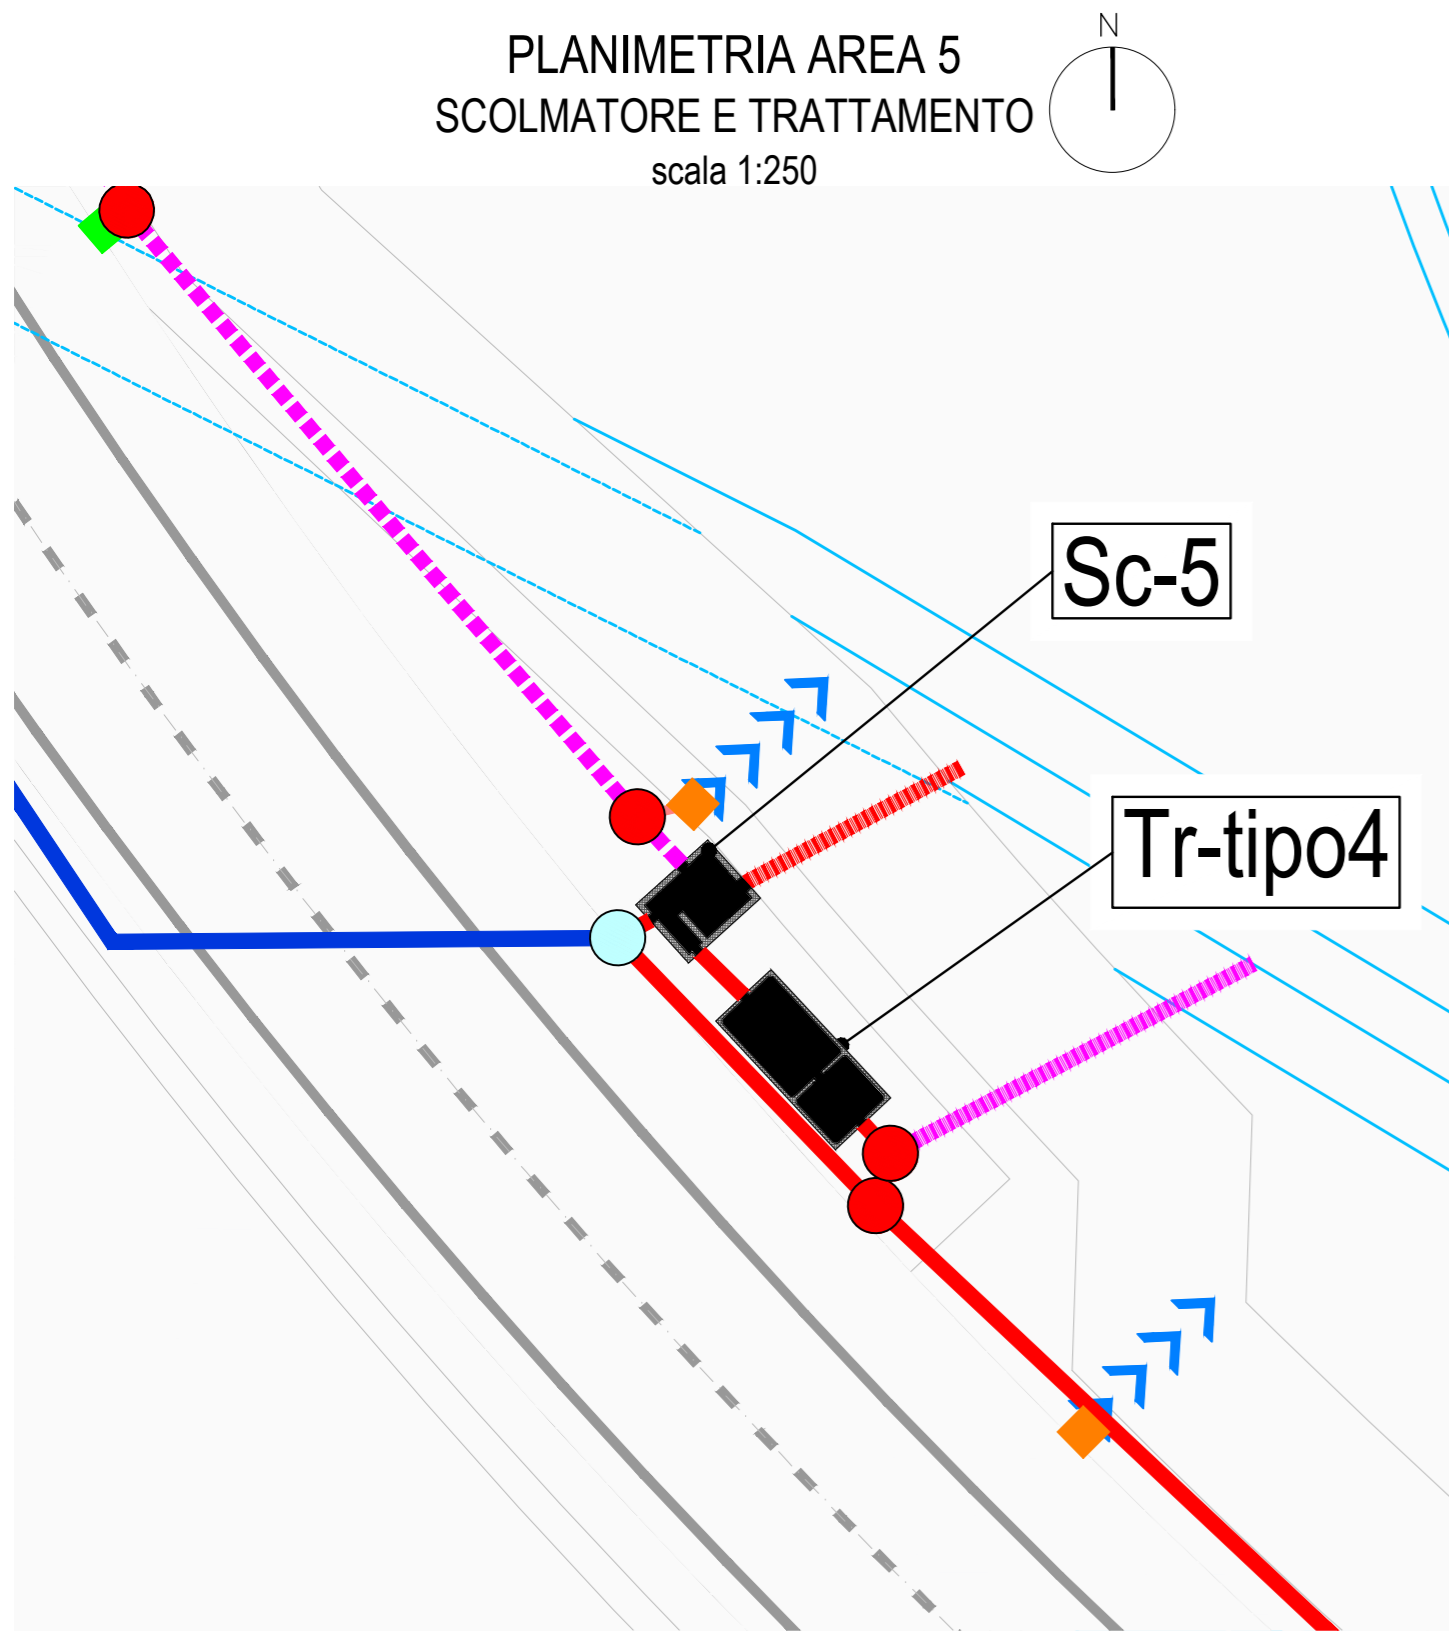 PLANIMETRIA AREA 5
N
SCOLMATORE E TRATTAMENTO
scala 1:250
Sc-5
Tr-tipo4